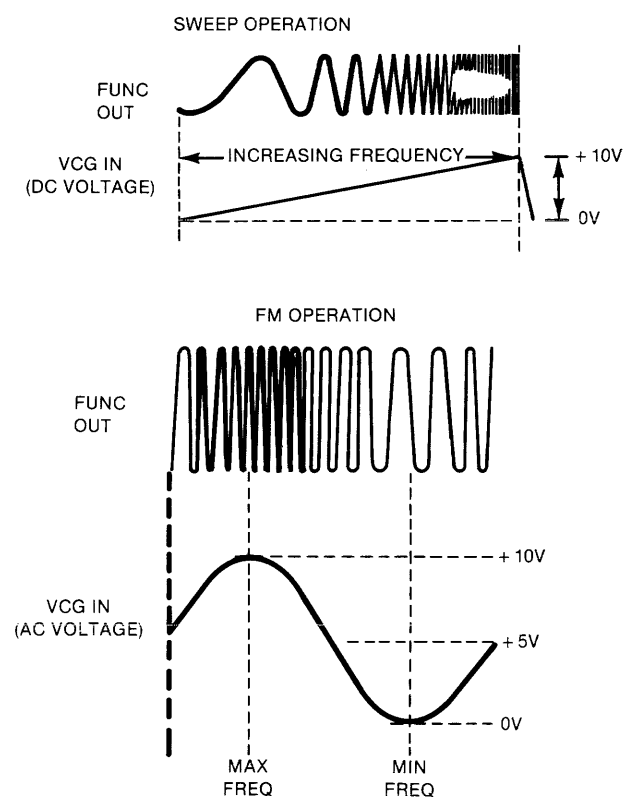 SWEEP OPERATION
FUNC
OUT
VCG IN
(DC VOLTAGE)
INCREASING FREQUENCY
+ 10V
0V
FM OPERATION
FUNC
OUT
+ 10V
VCG IN
(AC VOLTAGE)
+ 5V
0V
MAX
FREQ
MIN
FREQ